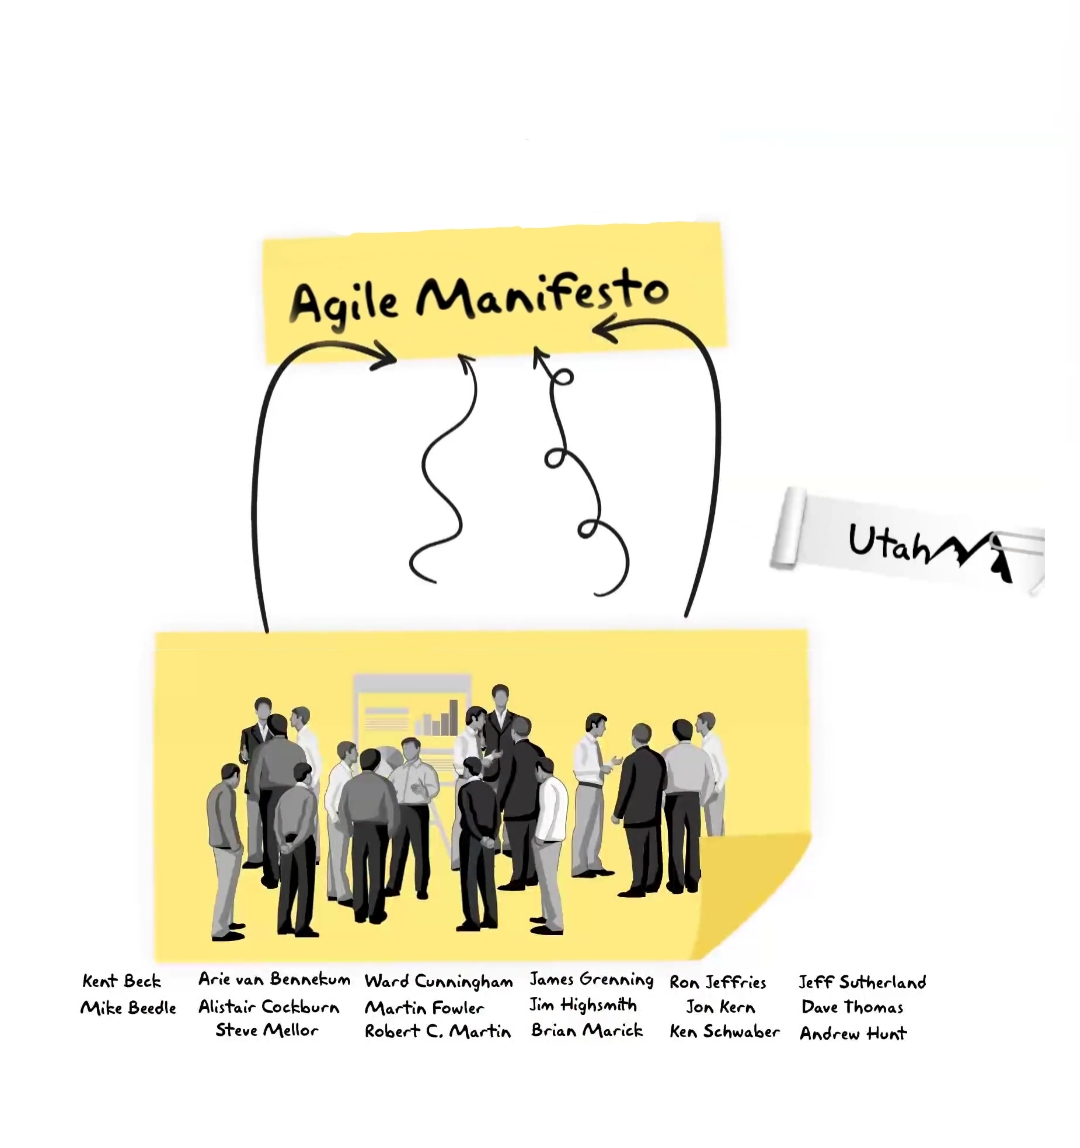 Agile Manifesto
Utah
Kent Beck Arie van Bennekum Ward Cunningham James Grenning Ron Jeffries Jeff Sutherland
Mike Beedle Alistair Cockburn Martin Fowler Jim Highsmith Jon Kern Dave Thomas
Steve Mellor Robert C. Martin Brian Marick Ken Schwaber Andrew Hunt